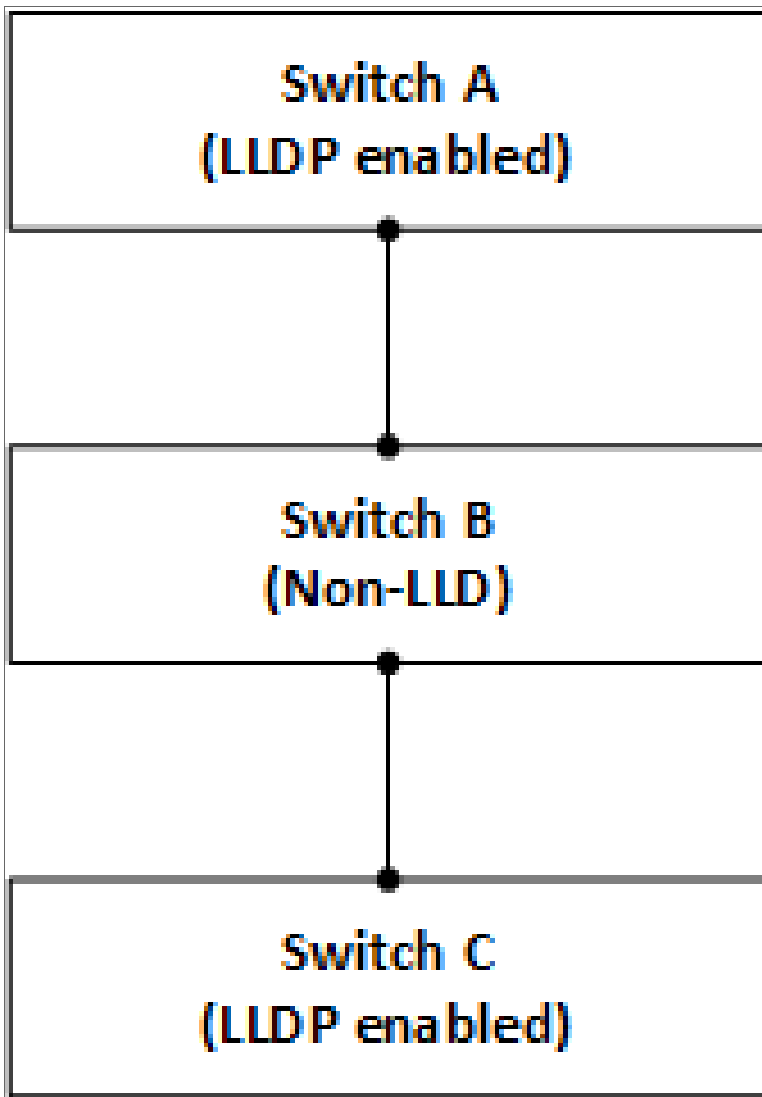 Switch A
(LLDP enabled)
Switch B
(Non-LLD)
Switch C
(LLDP enabled)